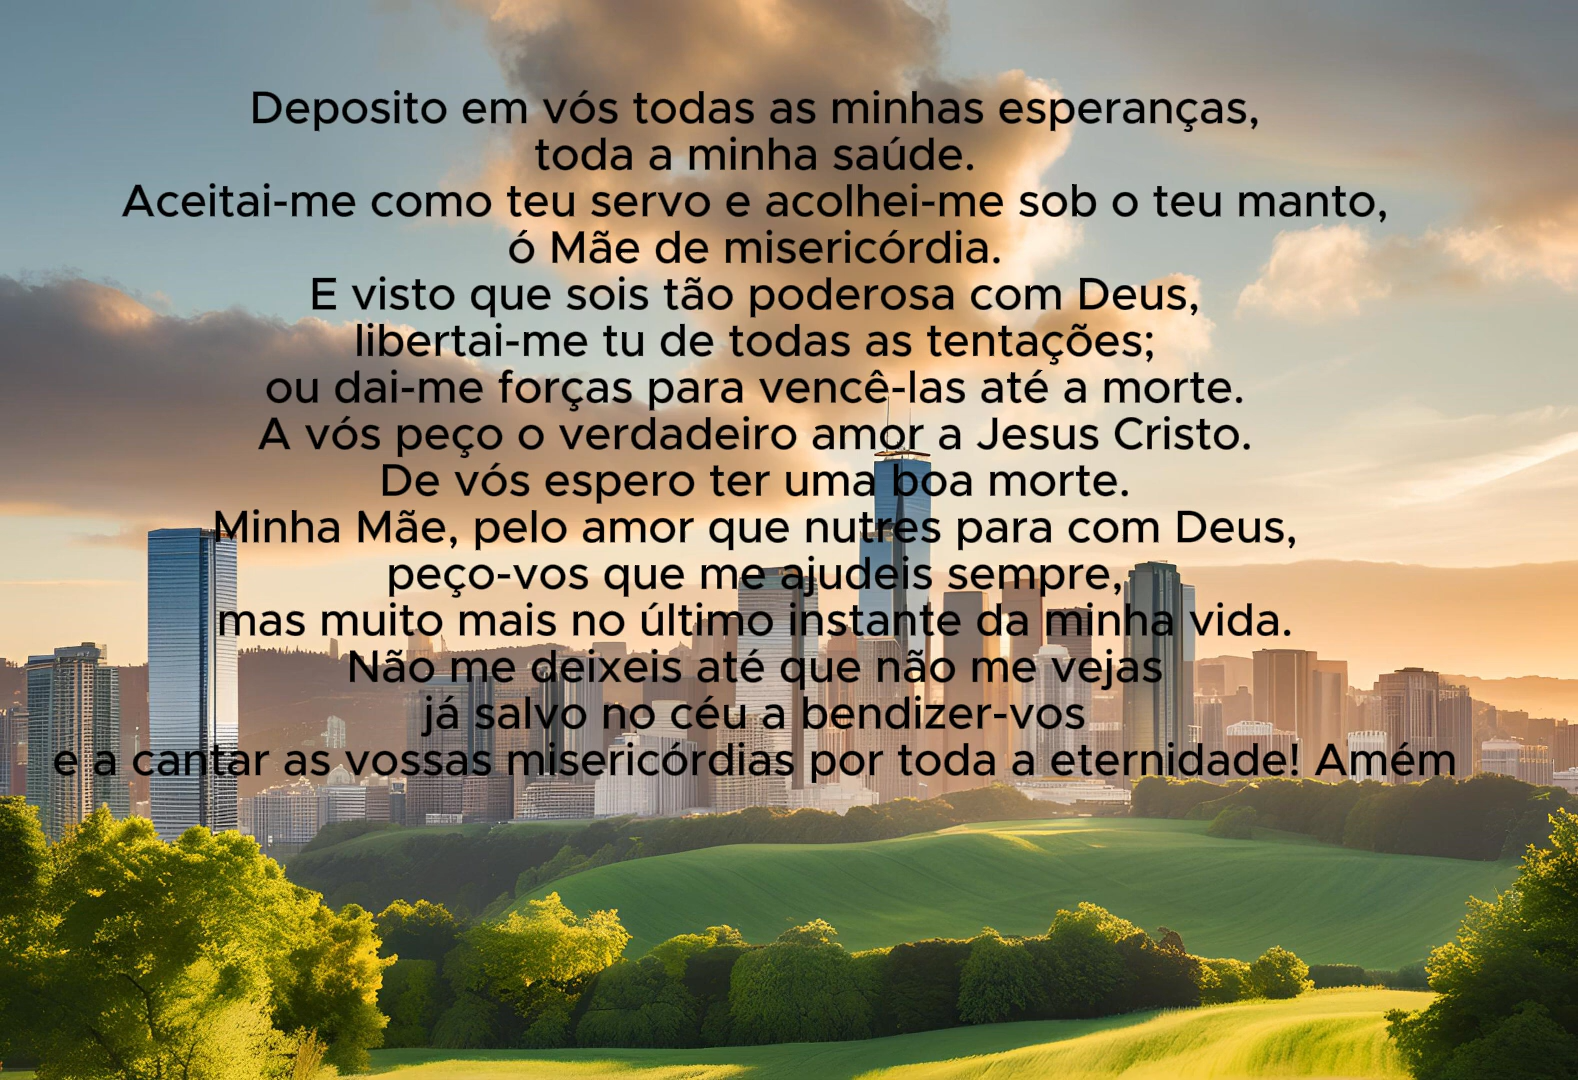 Deposito em vós todas as minhas esperanças,
toda a minha saúde.
Aceitai-me como teu servo e acolhei-me sob o teu manto,
ó Mãe de misericórdia.
E visto que sois tão poderosa com Deus,
libertai-me tu de todas as tentações;
ou dai-me forças para vencê-las até a morte.
A vós peço o verdadeiro amor a Jesus Cristo.
De vós espero ter uma boa morte.
Minha Mãe, pelo amor que nutres para com Deus,
peço-vos que me ajudeis sempre,
mas muito mais no último instante da minha vida.
Não me deixeis até que não me vejas
já salvo no céu a bendizer-vos
e a cantar as vossas misericórdias por toda a eternidade! Amém